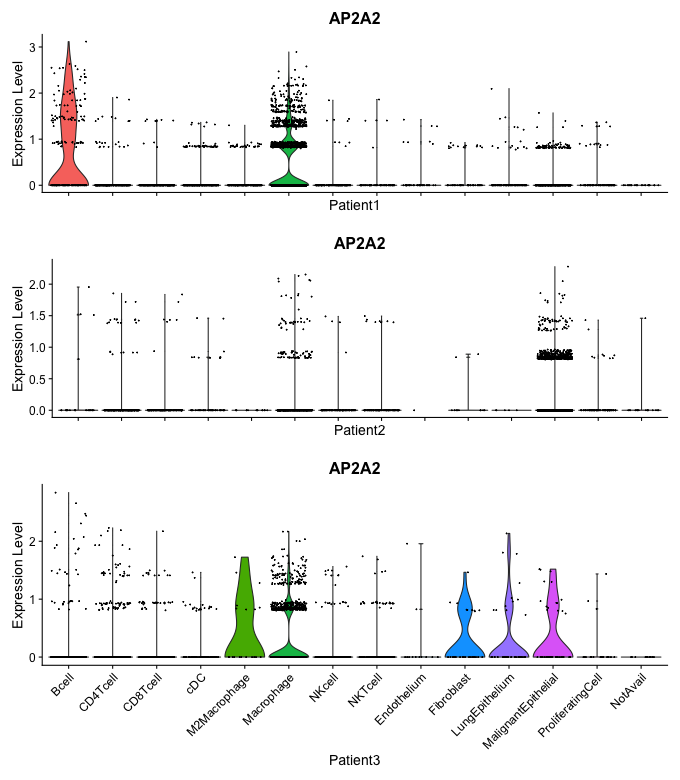 AP2A2
Expression Level
3
2
1
0
Patient1
AP2A2
Expression Level
2.0
1.5
1.0
0.5
0.0
Patient2
AP2A2
Expression Level
2
1
0
Bcell
CD4Tcell
CD8Tcell
cDC
M2Macrophage
Macrophage
NKcell
NKTcell
Endothelium
Fibroblast
LungEpithelium
MalignantEpithelial
ProliferatingCell
NotAvail
Patient3